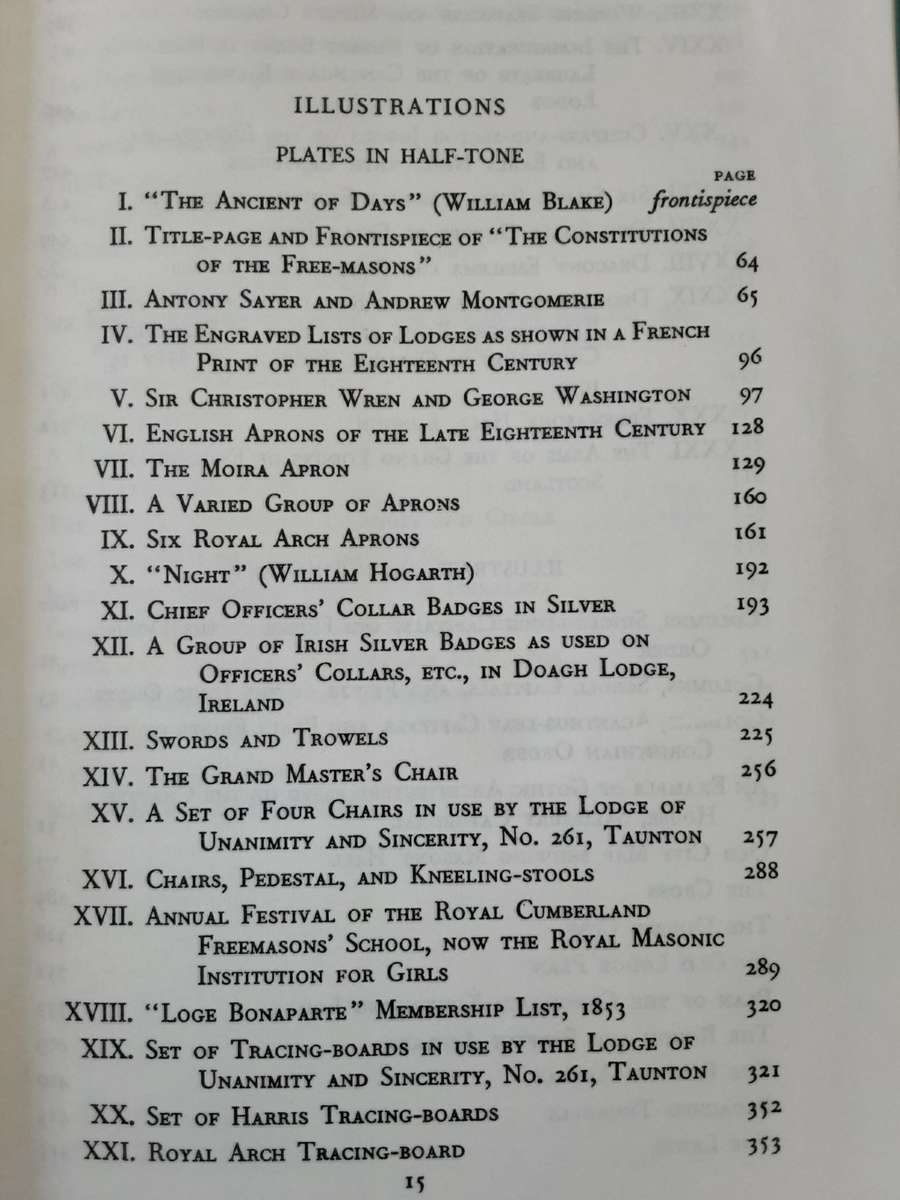 ILLUSTRATIONS
PLATES IN HALF-TONE
PAGE
I. "The Ancient of Days" (William Blake) frontispiece
II. Title-page and Frontispiece of "The Constitutions
of the Free-masons" 64
III. Antony Sayer and Andrew Montgomerie 65
IV. The Engraved Lists of Lodges as shown in a French
Print of the Eighteenth Century 96
V. Sir Christopher Wren and George Washington 97
VI. English Aprons of the Late Eighteenth Century 128
VII. The Moira Apron 129
VIII. A Varied Group of Aprons 160
IX. Six Royal Arch Aprons 161
X. "Night" (William Hogarth) 192
XI. Chief Officers' Collar Badges in Silver 193
XII. A Group of Irish Silver Badges as used on
Officers' Collars, etc., in Doagh Lodge,
Ireland 224
XIII. Swords and Trowels 225
XIV. The Grand Master's Chair 256
XV. A Set of Four Chairs in use by the Lodge of
Unanimity and Sincerity, No. 261, Taunton 257
XVI. Chairs, Pedestal, and Kneeling-stools 288
XVII. Annual Festival of the Royal Cumberland
Freemasons' School, now the Royal Masonic
Institution for Girls 289
XVIII. "Loge Bonaparte" Membership List, 1853 320
XIX. Set of Tracing-boards in use by the Lodge of
Unanimity and Sincerity, No. 261, Taunton 321
XX. Set of Harris Tracing-boards 352
XXI. Royal Arch Tracing-board 353
15